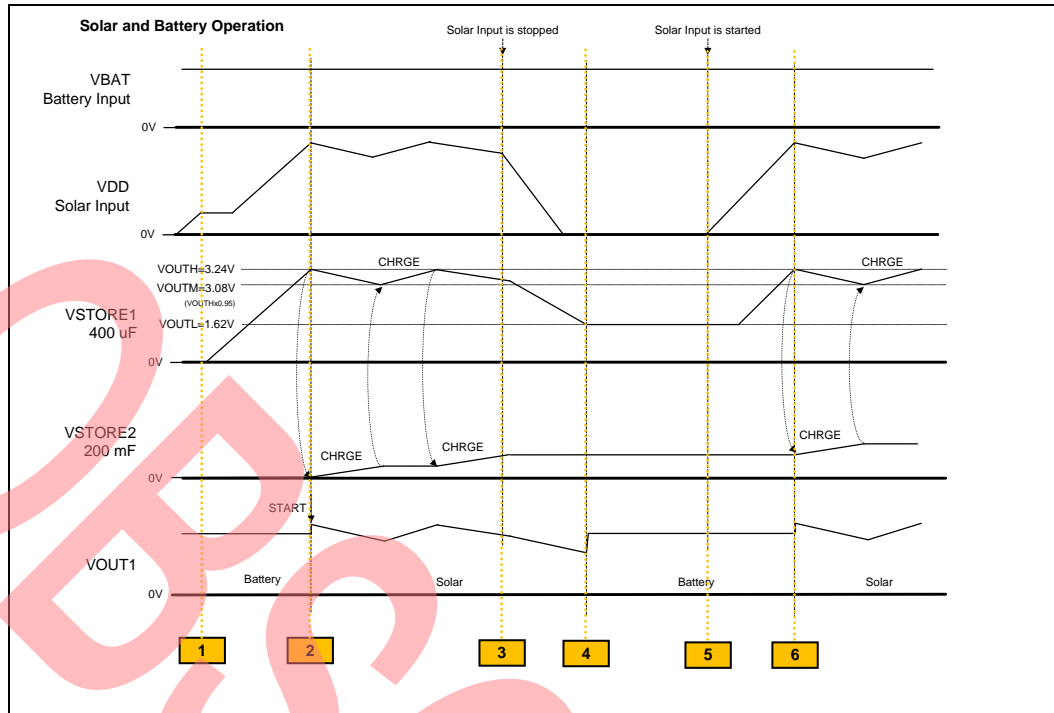 Solar and Battery Operation
Solar Input is stopped
Solar Input is started
VBAT
Battery Input
0V
VDD
Solar Input
0V
VOUTH=3.24V
CHRGE
CHRGE
VOUTM=3.08V
(VOUTHx0.95)
VSTORE1
400 uF
VOUTL=1.62V
0V
VSTORE2
200 mF
CHRGE
CHRGE
CHRGE
0V
START
VOUT1
Battery
Solar
Battery
Solar
0V
1
2
3
4
5
6